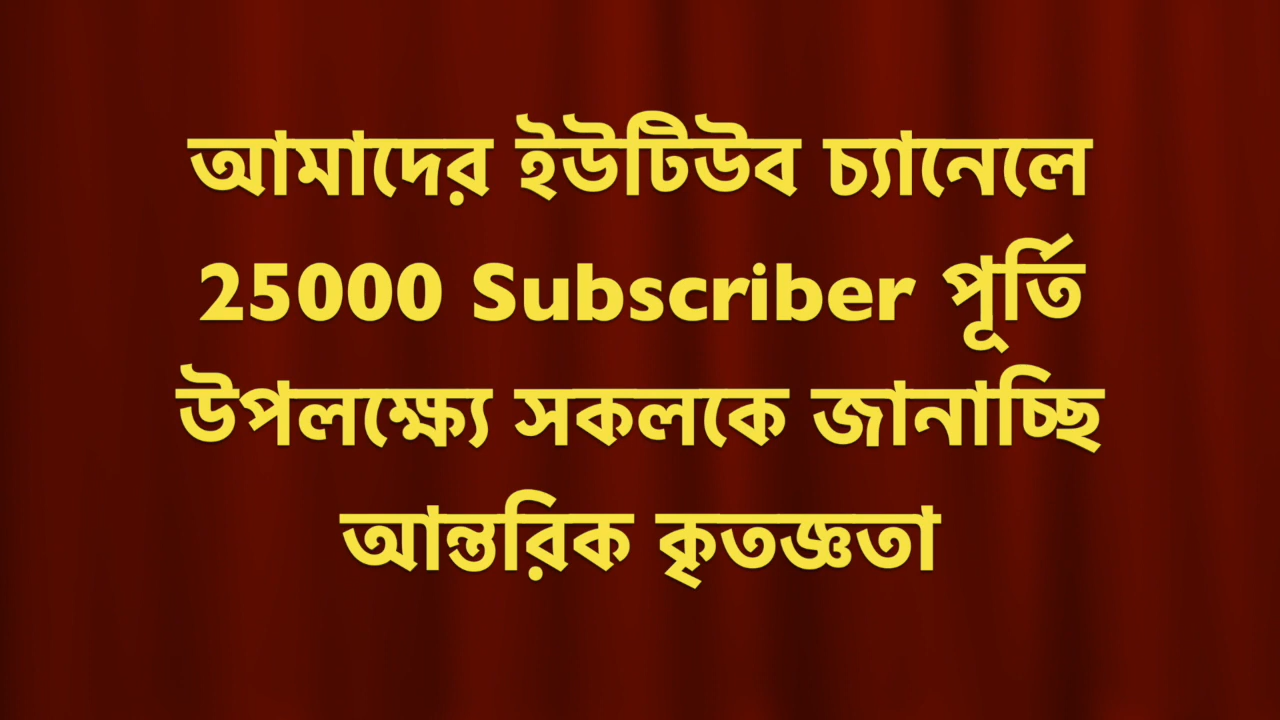 আমাদের ইউটিউব চ্যানেলে
25000 Subscriber পূর্তি
উপলক্ষ্যে সকলকে জানাচ্ছি
আন্তরিক কৃতজ্ঞতা